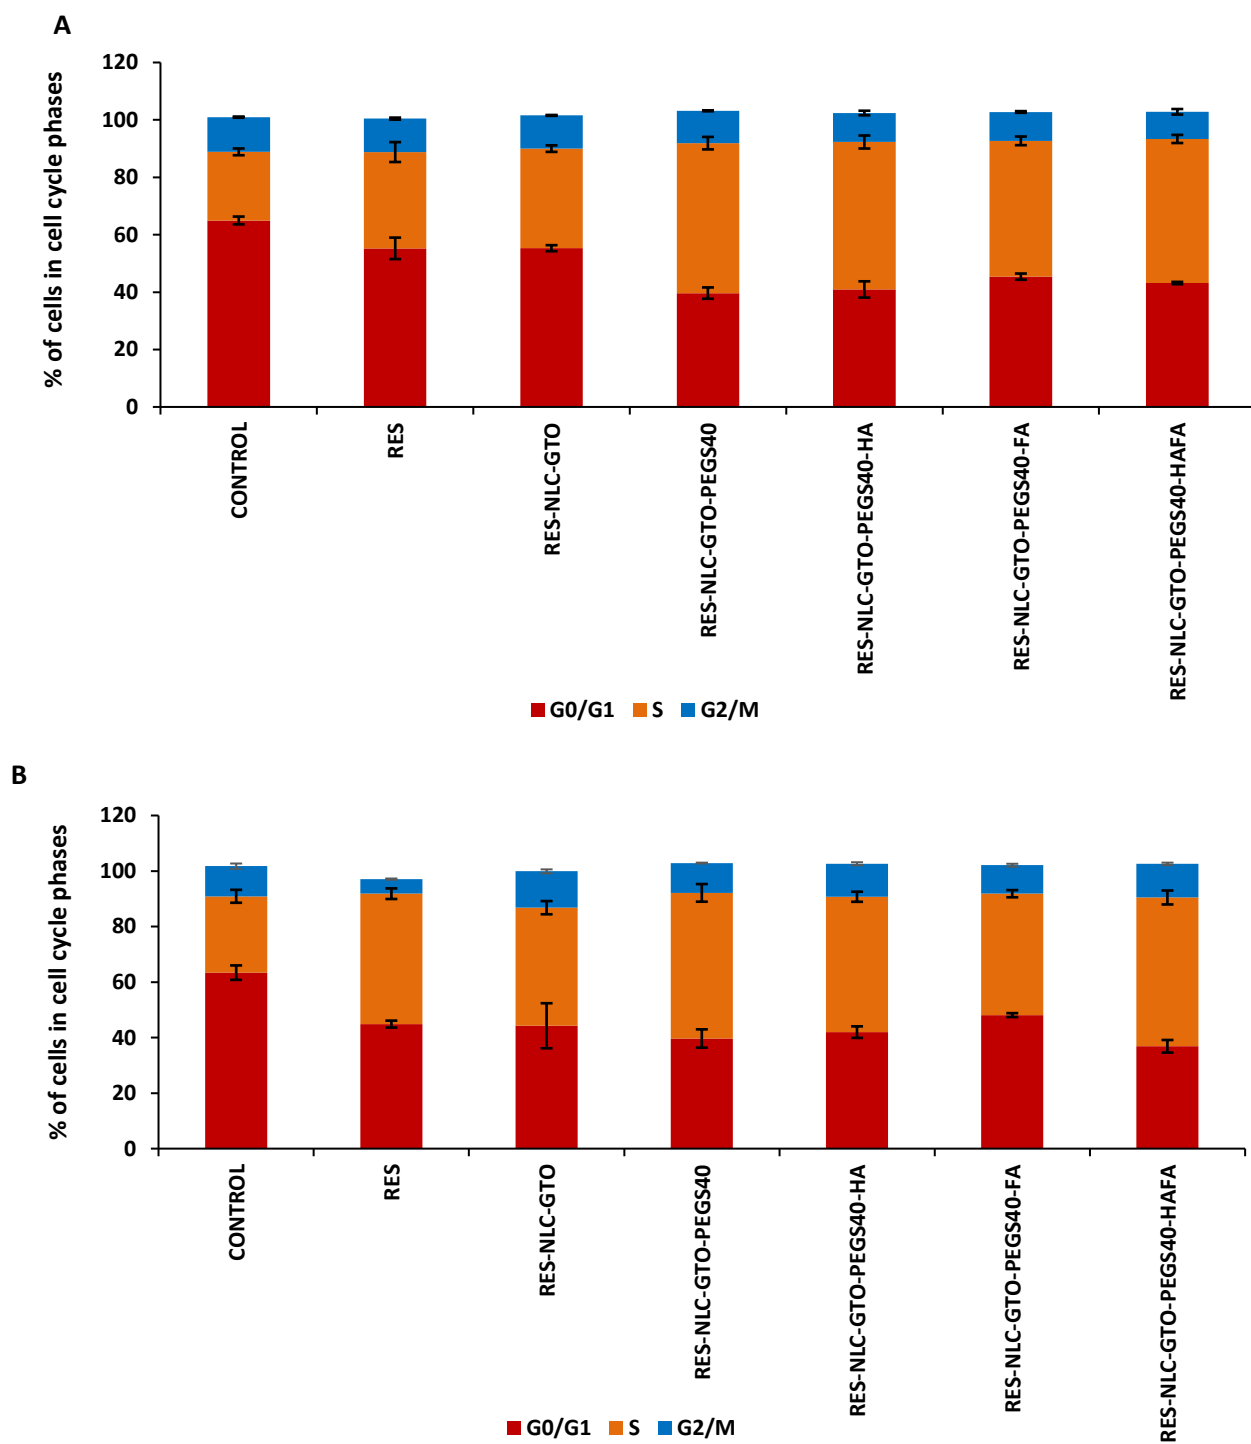 A
% of cells in cell cycle phases
120
100
80
60
40
20
0
CONTROL
RES
RES-NLC-GTO
RES-NLC-GTO-PEGS40
RES-NLC-GTO-PEGS40-HA
RES-NLC-GTO-PEGS40-FA
RES-NLC-GTO-PEGS40-HAFA
G0/G1 S G2/M
B
% of cells in cell cycle phases
120
100
80
60
40
20
0
CONTROL
RES
RES-NLC-GTO
RES-NLC-GTO-PEGS40
RES-NLC-GTO-PEGS40-HA
RES-NLC-GTO-PEGS40-FA
RES-NLC-GTO-PEGS40-HAFA
G0/G1 S G2/M